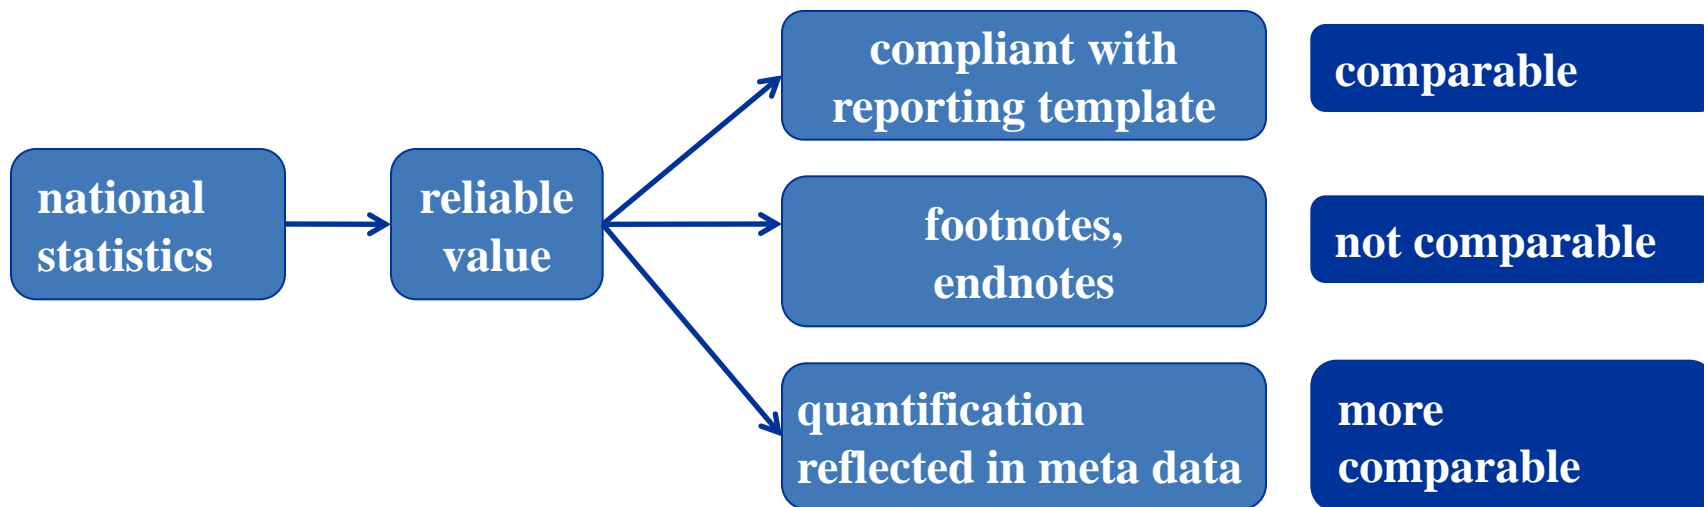 national
statistics
reliable
value
compliant with
reporting template
comparable
footnotes,
endnotes
not comparable
quantification
reflected in meta data
more
comparable